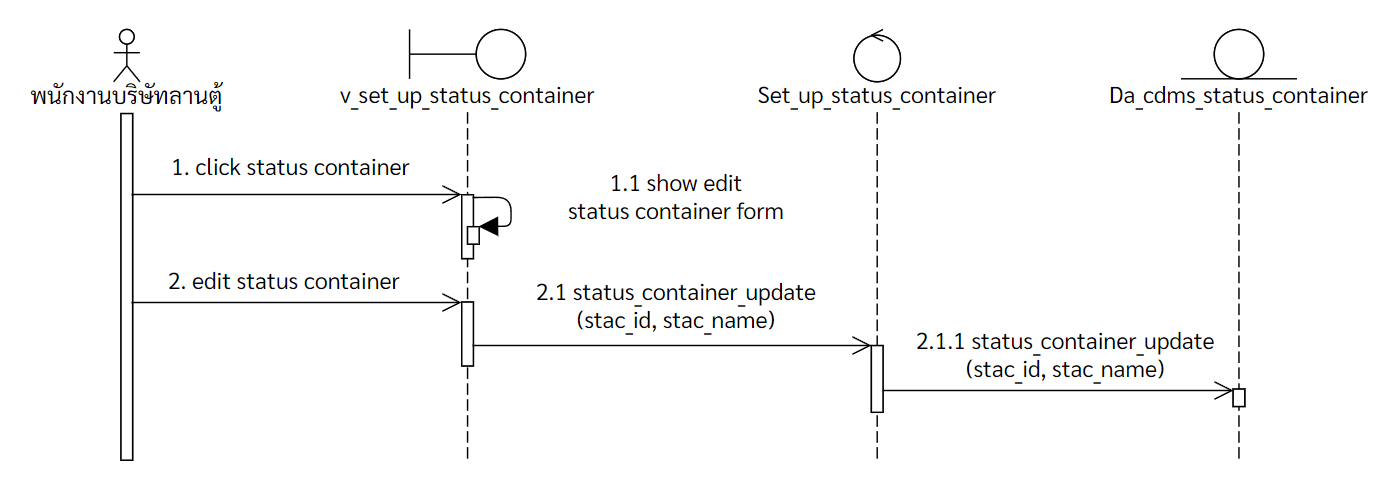 พนักงานบริษัทลานตู้
v_set_up_status_container
Set_up_status_container
Da_cdms_status_container
1. click status container
1.1 show edit
status container form
2. edit status container
2.1 status_container_update
(stac_id, stac_name)
2.1.1 status_container_update
(stac_id, stac_name)